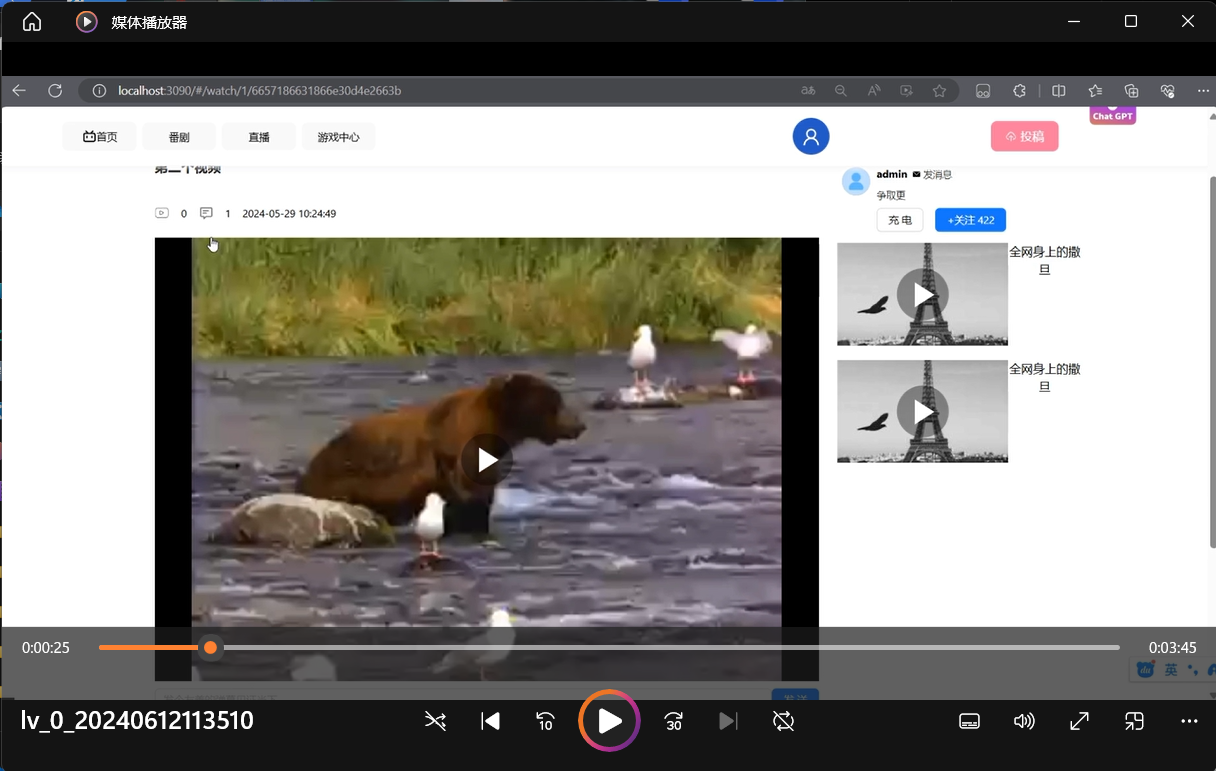 媒体播放器
localhost:3090/#/watch/1/6657186631866e30d4e2663b
Chat GPT
首页
番剧
直播
游戏中心
投稿
第二个视频
0 1 2024-05-29 10:24:49
admin 发消息
争取更
充 电
+关注 422
全网身上的撒
旦
全网身上的撒
旦
0:00:25
0:03:45
英
发送
lv_0_20240612113510
10
30